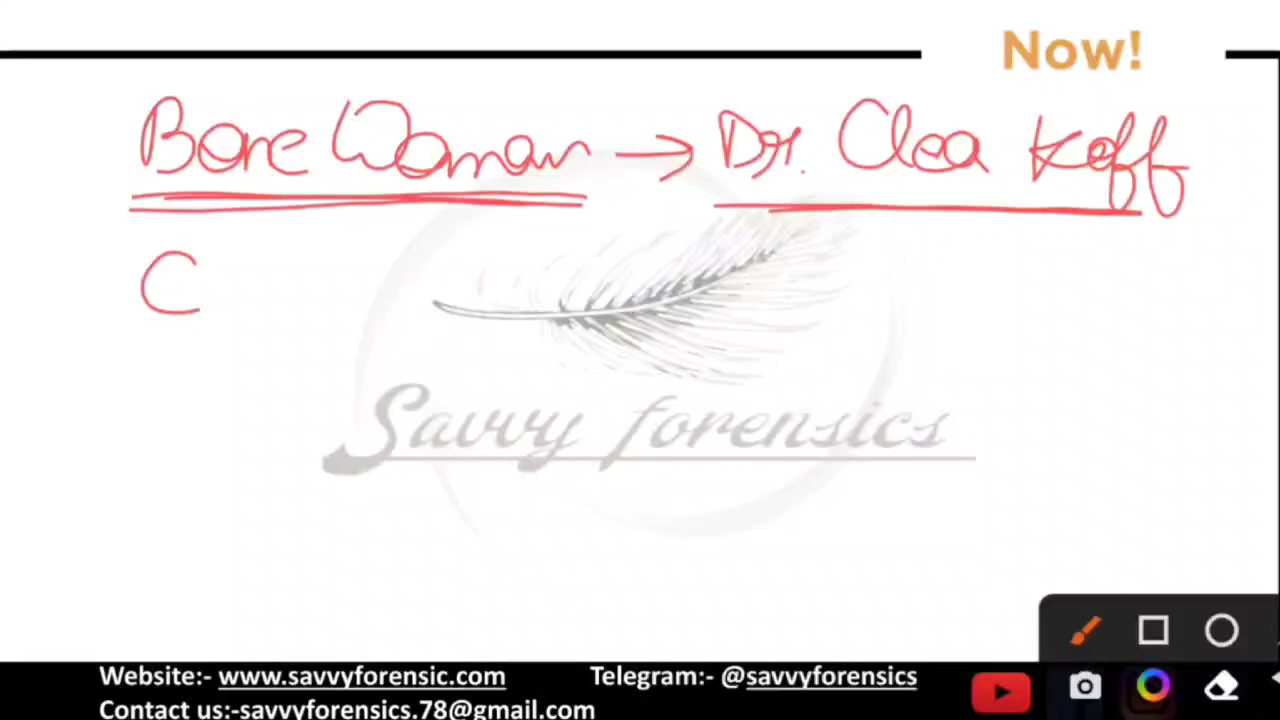 Now!
Bone Woman → Dr. Clea Koff
C
Savvy forensics
Website:- www.savvyforensic.com Telegram:- @savvyforensics
Contact us:-savvyforensics.78@gmail.com